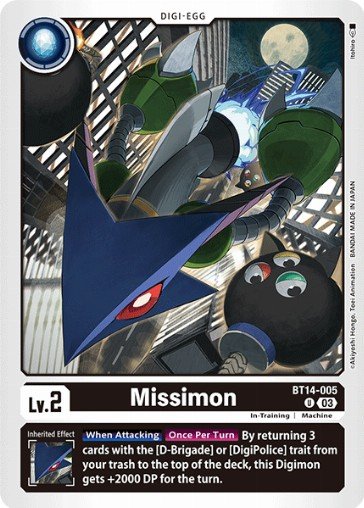 DIGI-EGG
Itohiro
©Akiyoshi Hongo, Toei Animation BANDAI MADE IN JAPAN
BT14-005
Lv.2
Missimon
U 03
In-Training | Machine
Inherited Effect
When Attacking Once Per Turn By returning 3
cards with the [D-Brigade] or [DigiPolice] trait from
your trash to the top of the deck, this Digimon
gets +2000 DP for the turn.